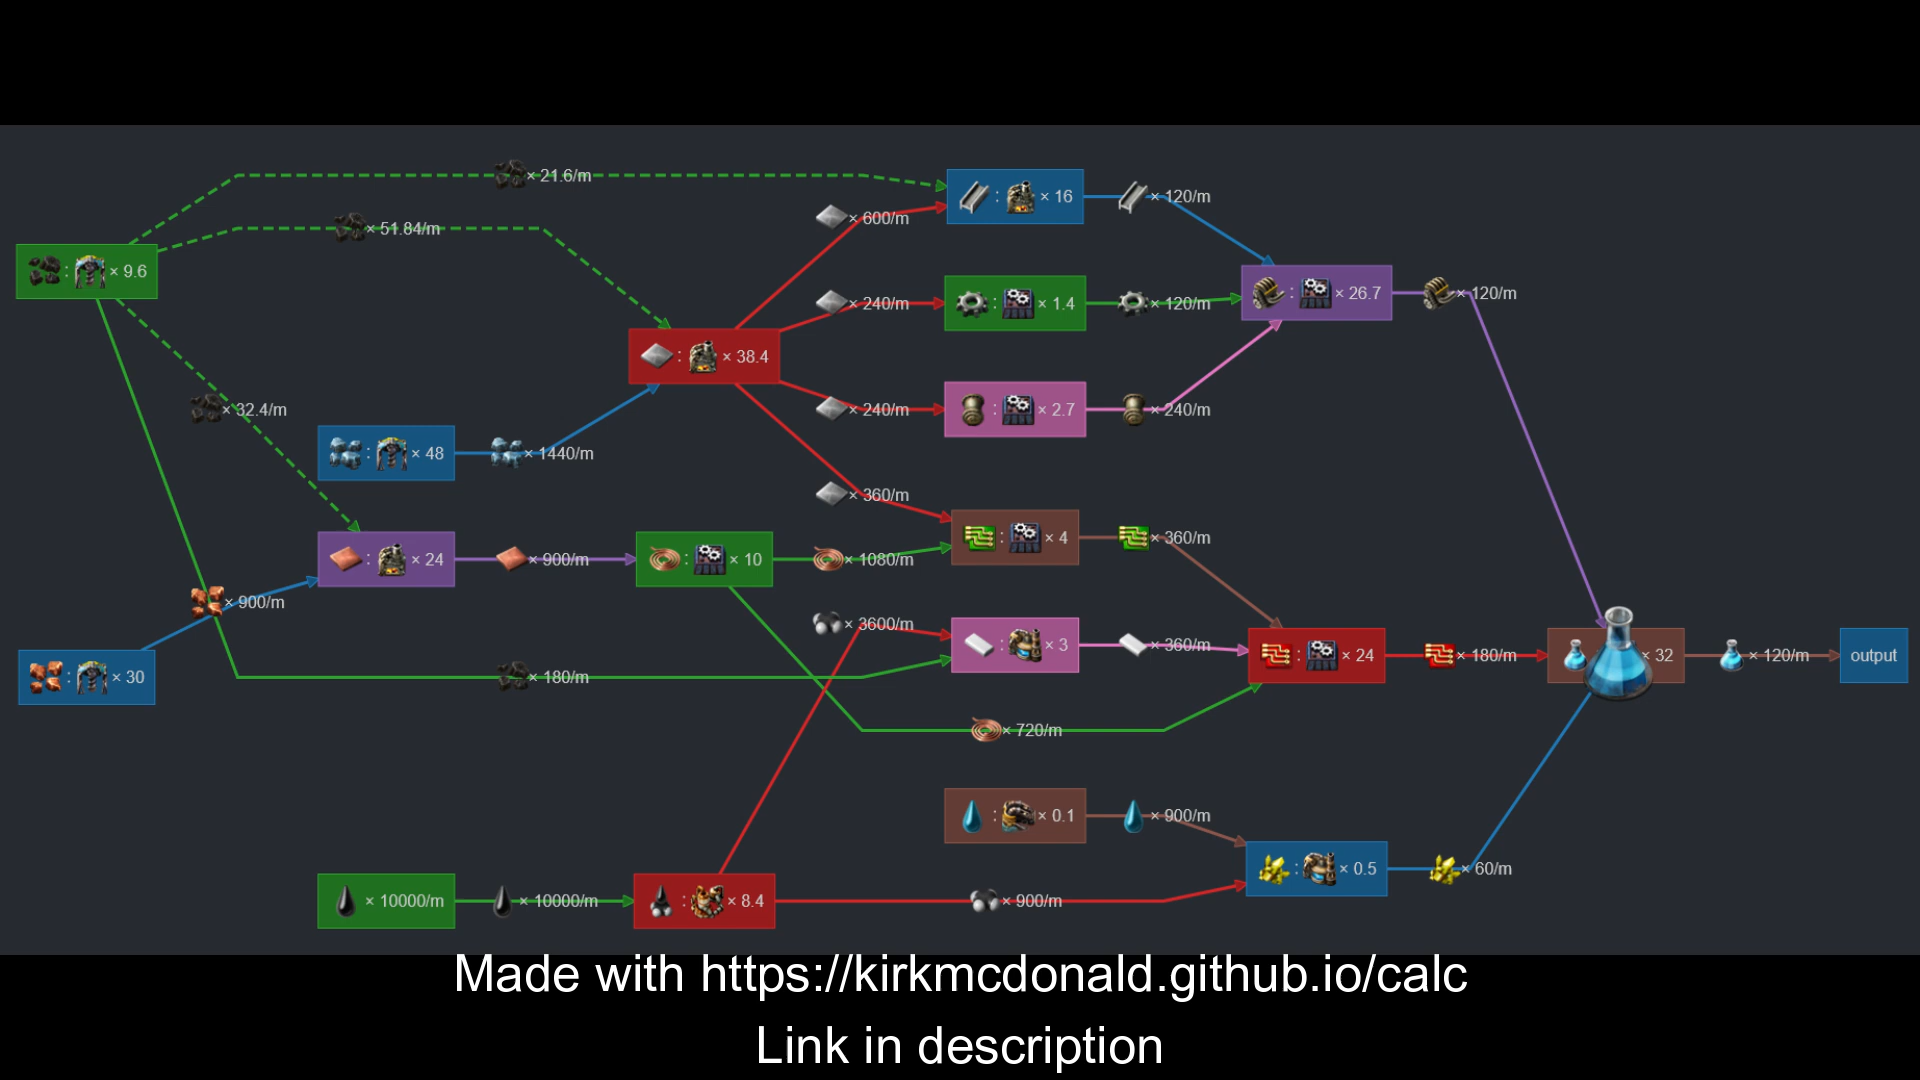 × 21.6/m
× 16
× 120/m
× 600/m
× 51.84/m
× 9.6
× 26.7
× 120/m
× 240/m
× 1.4
× 120/m
× 38.4
× 32.4/m
× 240/m
× 2.7
× 240/m
× 48
× 1440/m
× 360/m
× 4
× 360/m
× 24
× 900/m
× 10
× 1080/m
× 900/m
× 3600/m
× 3
× 360/m
× 24
× 180/m
× 32
× 120/m
output
× 30
× 180/m
× 720/m
× 0.1
× 900/m
× 0.5
× 60/m
× 10000/m
× 10000/m
× 8.4
× 900/m
Made with https://kirkmcdonald.github.io/calc
Link in description